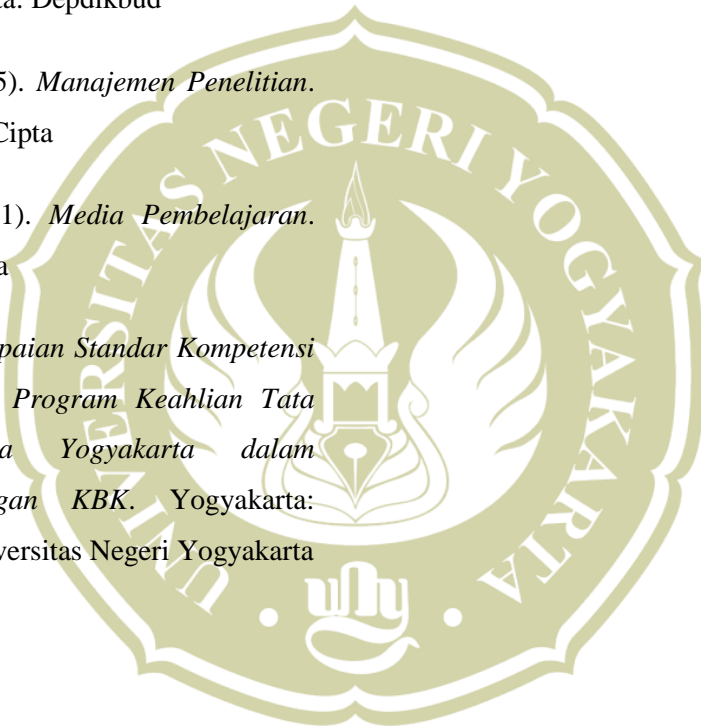 ta: Depdikbud
5). Manajemen Penelitian.
Cipta
1). Media Pembelajaran.
a
paian Standar Kompetensi
Program Keahlian Tata
a Yogyakarta dalam
gan KBK. Yogyakarta:
versitas Negeri Yogyakarta
UNIVERSITAS NEGERI YOGYAKARTA
uny